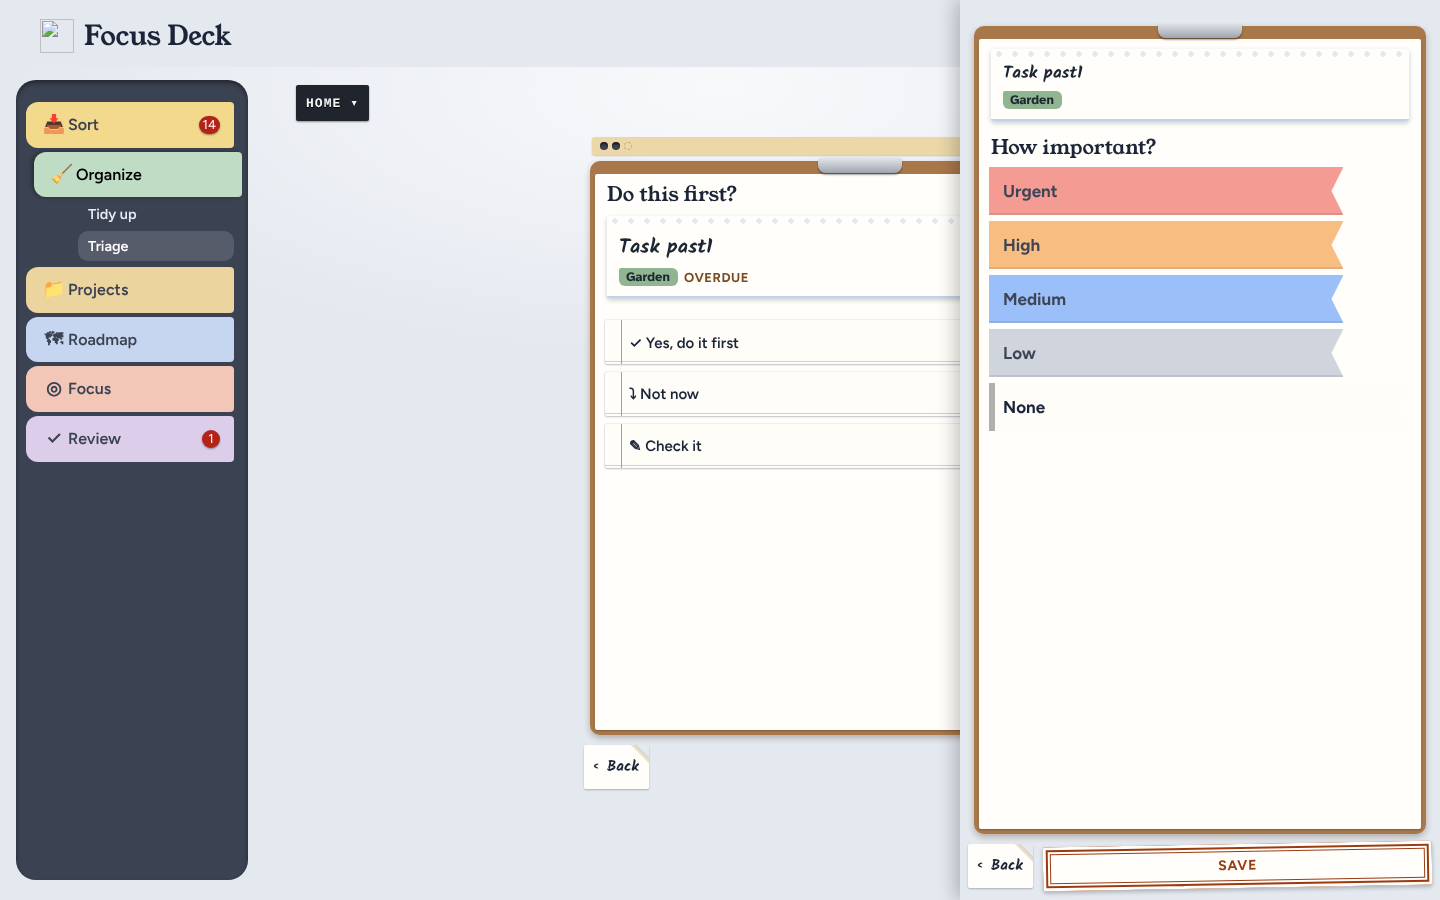 Focus Deck
Sort 14
Organize
Tidy up
Triage
Projects
Roadmap
Focus
Review 1
HOME ▾
Do this first?
Task past1
Garden OVERDUE
✓ Yes, do it first
⤵ Not now
✎ Check it
< Back
Task past1
Garden
How important?
Urgent
High
Medium
Low
None
< Back
SAVE